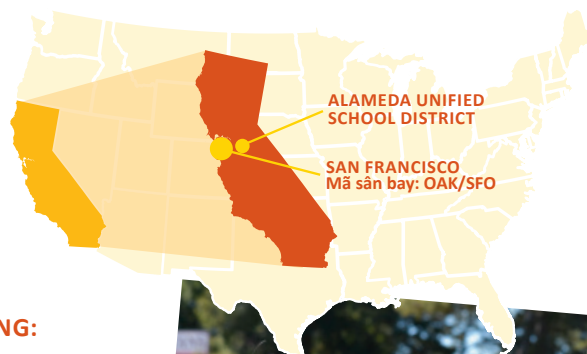 ALAMEDA UNIFIED
SCHOOL DISTRICT
SAN FRANCISCO
Mã sân bay: OAK/SFO
NG: